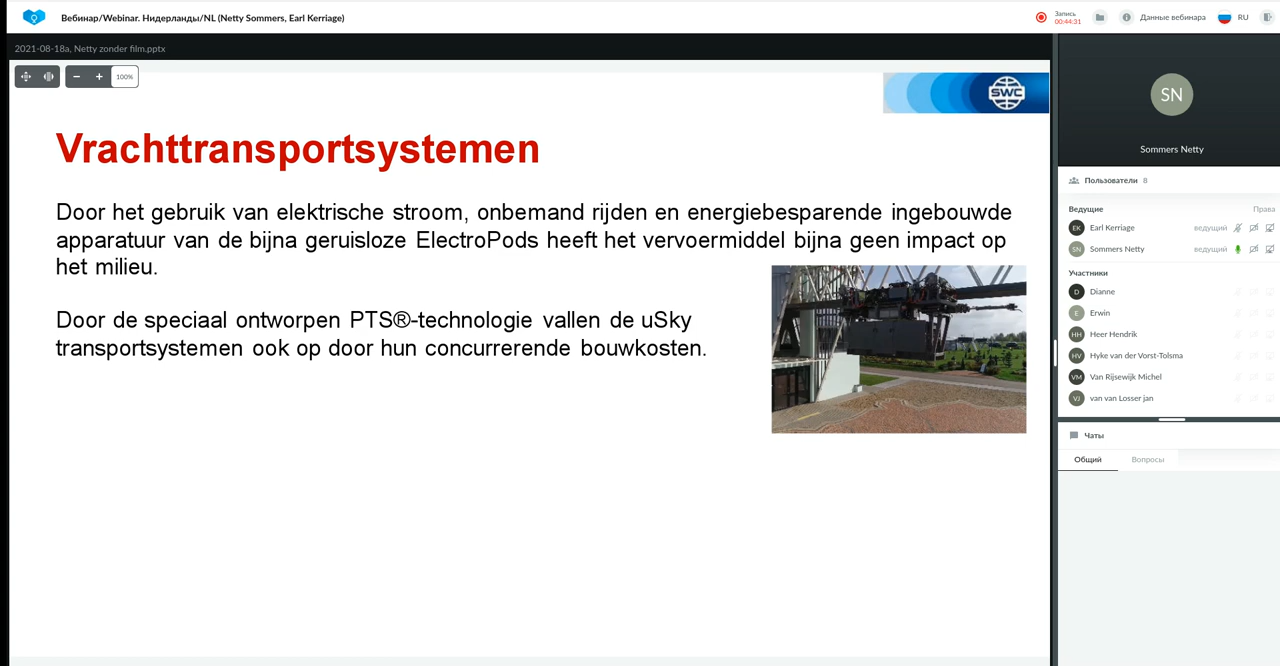 Вебинар/Webinar. Нидерланды/NL (Netty Sommers, Earl Kerriage)
Запись
00:44:31
Данные вебинара
RU
2021-08-18a, Netty zonder film.pptx
100%
SWC
Vrachttransportsystemen
Door het gebruik van elektrische stroom, onbemand rijden en energiebesparende ingebouwde
apparatuur van de bijna geruisloze ElectroPods heeft het vervoermiddel bijna geen impact op
het milieu.
Door de speciaal ontworpen PTS®-technologie vallen de uSky
transportsystemen ook op door hun concurrerende bouwkosten.
SN
Sommers Netty
Пользователи 8
Ведущие Права
EK Earl Kerriage ведущий
SN Sommers Netty ведущий
Участники
D Dianne
E Erwin
HH Heer Hendrik
HV Hyke van der Vorst-Tolsma
VM Van Rijsewijk Michel
VJ van van Losser jan
Чаты
Общий Вопросы